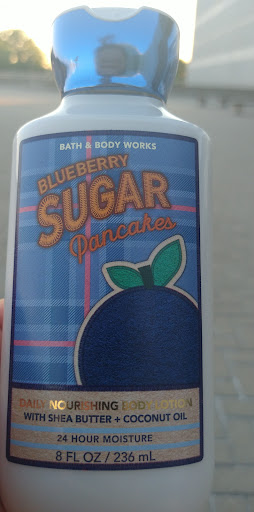 BATH & BODY WORKS
BLUEBERRY
SUGAR
Pancakes
DAILY NOURISHING BODY LOTION
WITH SHEA BUTTER + COCONUT OIL
24 HOUR MOISTURE
8 FL OZ / 236 mL